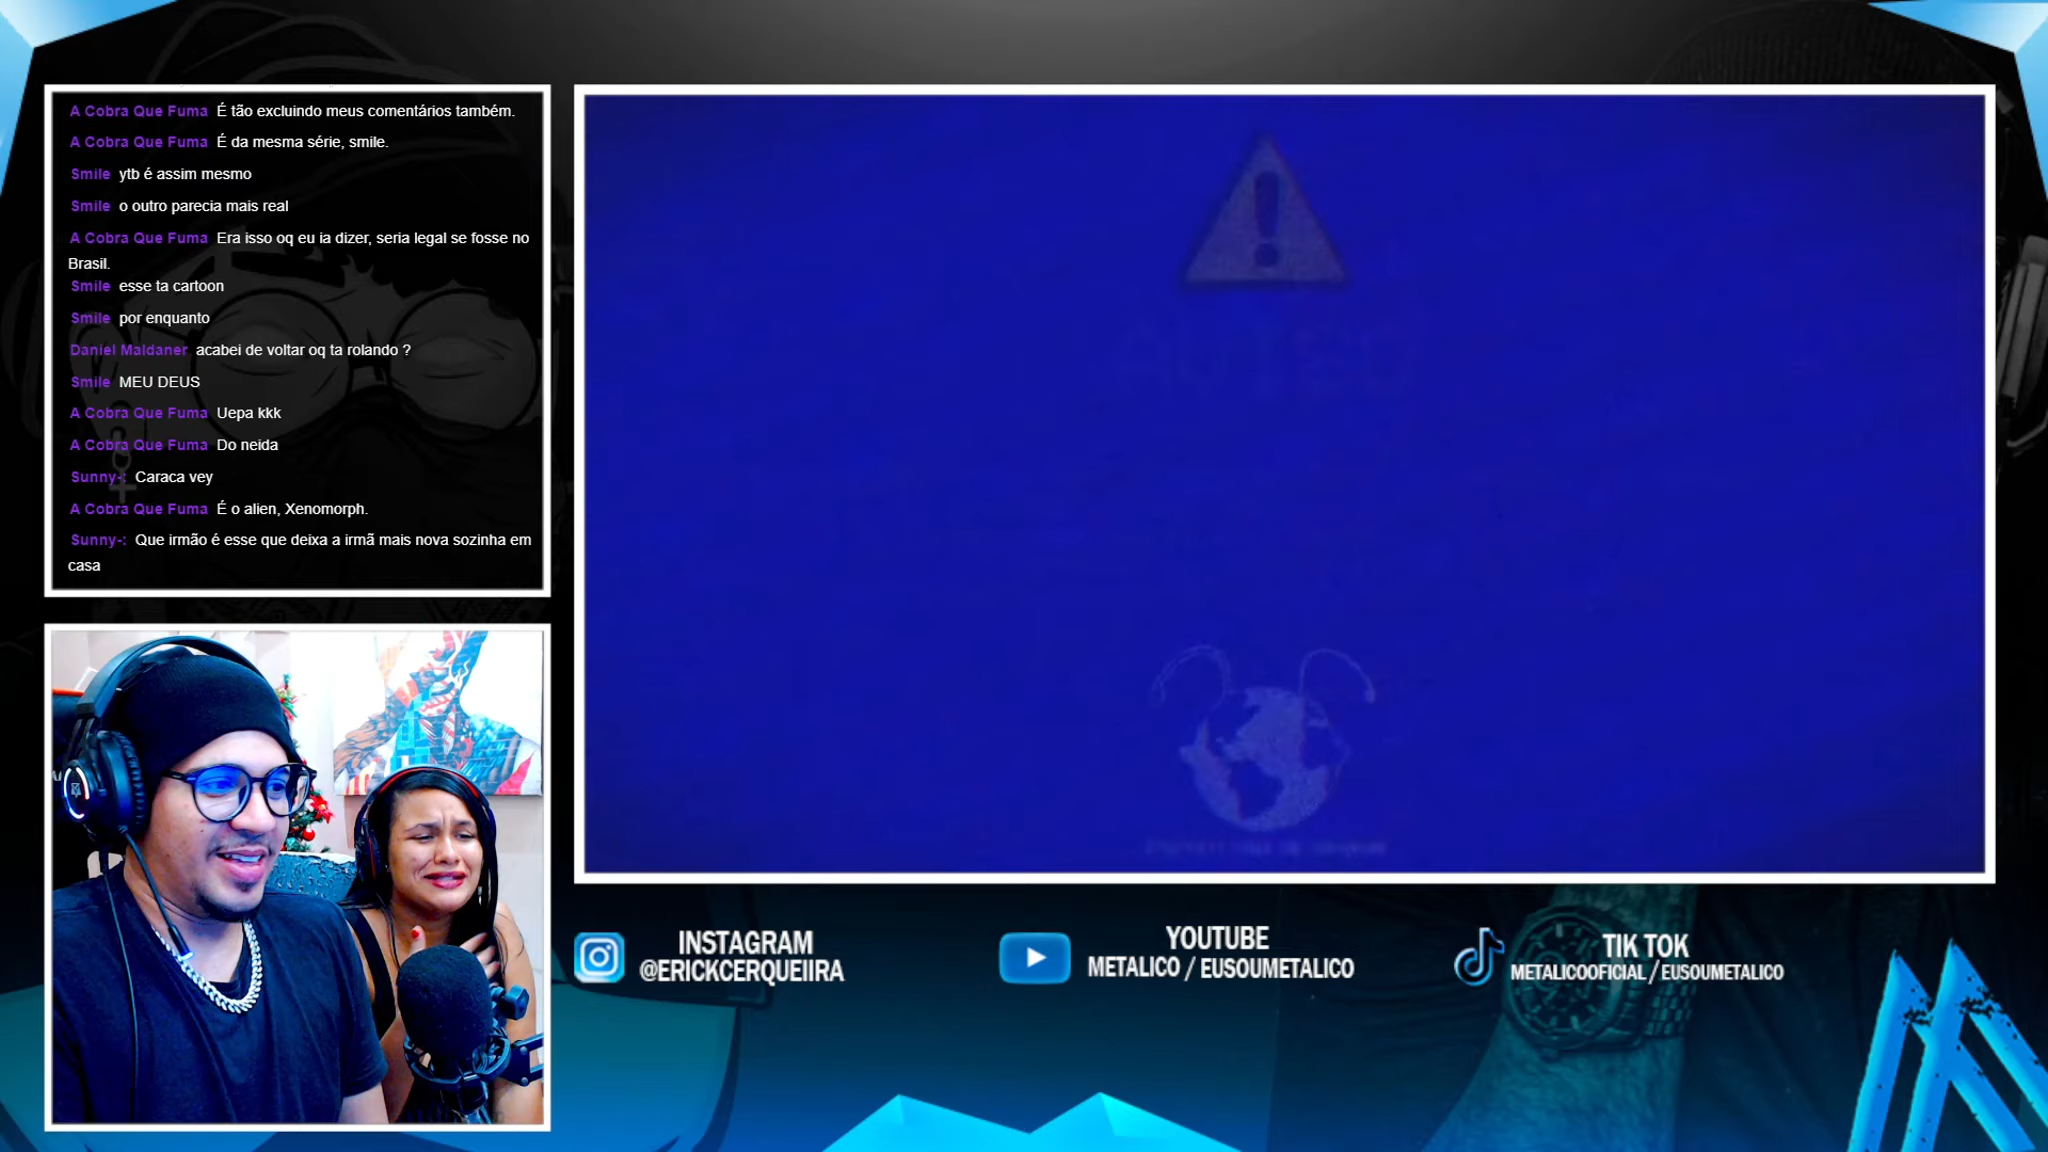 A Cobra Que Fuma É tão excluindo meus comentários também.
A Cobra Que Fuma É da mesma série, smile.
Smile ytb é assim mesmo
Smile o outro parecia mais real
A Cobra Que Fuma Era isso oq eu ia dizer, seria legal se fosse no
Brasil.
Smile esse ta cartoon
Smile por enquanto
Daniel Maldaner acabei de voltar oq ta rolando ?
Smile MEU DEUS
A Cobra Que Fuma Uepa kkk
A Cobra Que Fuma Do neida
Sunny-: Caraca vey
A Cobra Que Fuma É o alien, Xenomorph.
Sunny-: Que irmão é esse que deixa a irmã mais nova sozinha em
casa
INSTAGRAM
@ERICKCERQUEIIRA
YOUTUBE
METALICO / EUSOUMETALICO
TIK TOK
METALICOOFICIAL / EUSOUMETALICO